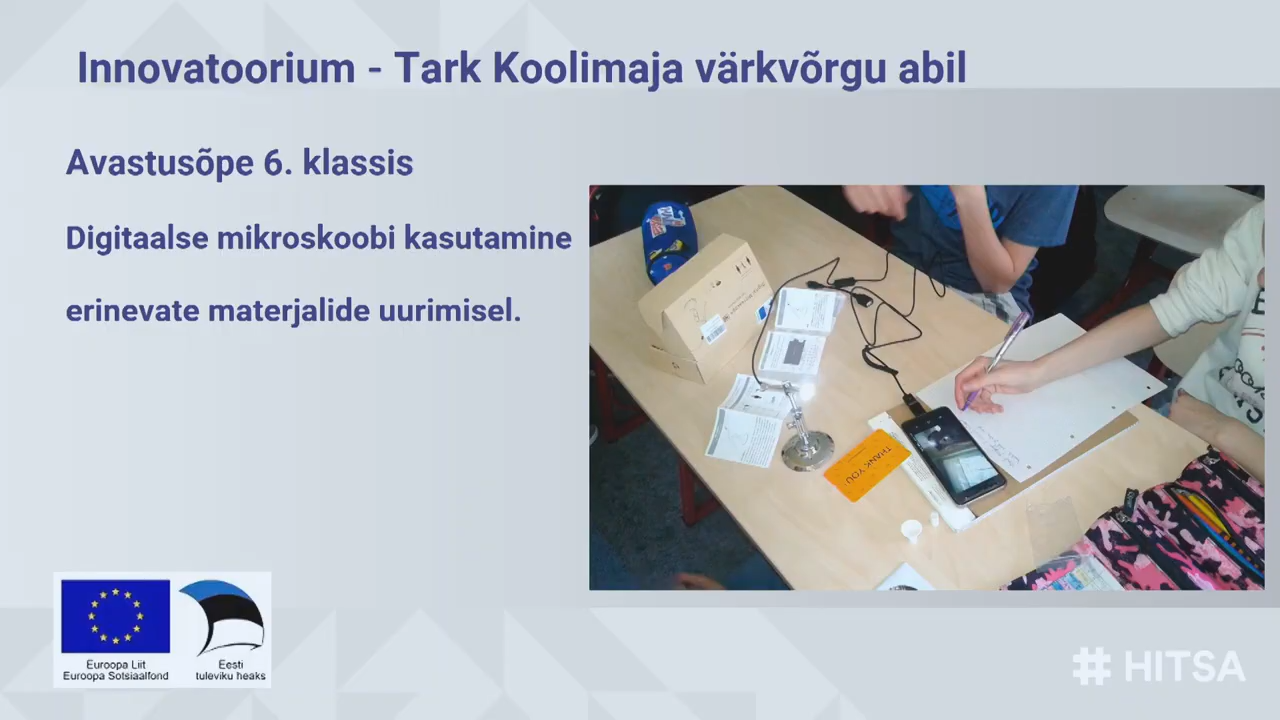 Innovatoorium - Tark Koolimaja värkvõrgu abil
Avastusõpe 6. klassis
Digitaalse mikroskoobi kasutamine
erinevate materjalide uurimisel.
THANK YOU
Euroopa Liit
Euroopa Sotsiaalfond
Eesti
tuleviku heaks
# HITSA